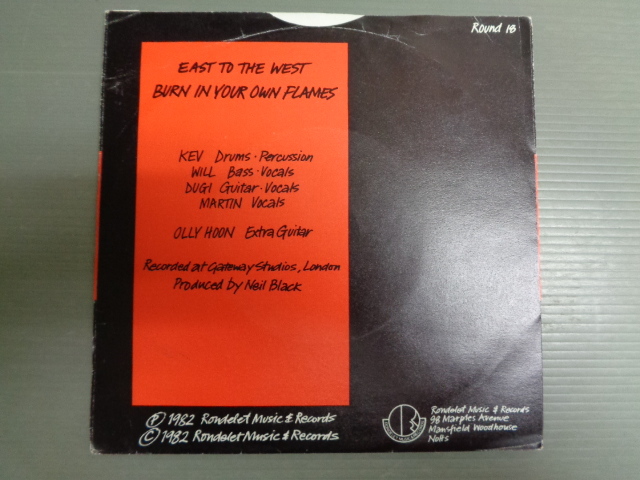 Round 18
EAST TO THE WEST
BURN IN YOUR OWN FLAMES
KEV Drums · Percussion
WILL Bass · Vocals
DUGI Guitar · Vocals
MARTIN Vocals
OLLY HOON Extra Guitar
Recorded at Gateway Studios, London
Produced by Neil Black
Ⓟ 1982 Rondelet Music & Records
© 1982 Rondelet Music & Records
Rondelet Music & Records
98 Marples Avenue
Mansfield Woodhouse
Notts